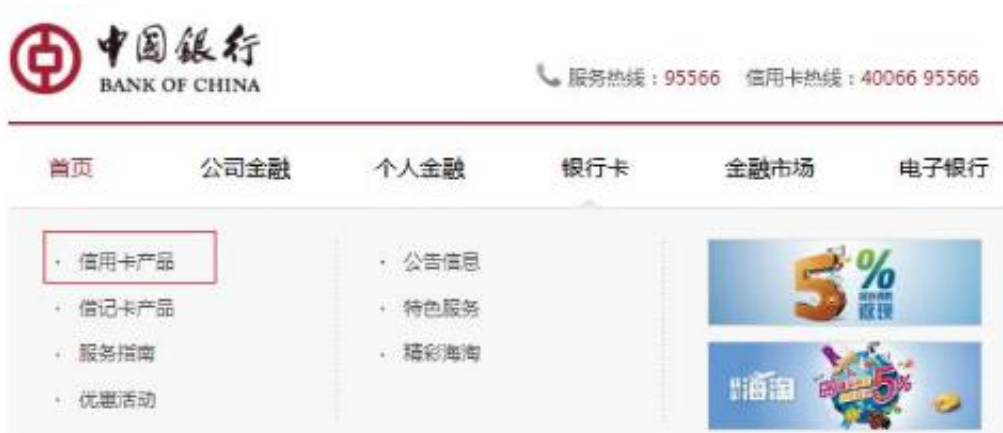 中国银行
BANK OF CHINA
服务热线：95566 信用卡热线：40066 95566
首页 公司金融 个人金融 银行卡 金融市场 电子银行
· 信用卡产品 · 公告信息
· 借记卡产品 · 特色服务
· 服务指南 · 精彩海淘
· 优惠活动
5%
返现
海淘
5%